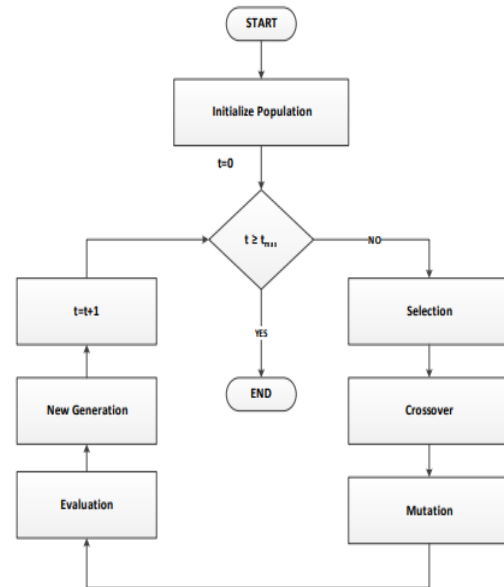 START
Initialize Population
t=0
t ≥ t
NO
t=t+1
Selection
YES
END
New Generation
Crossover
Evaluation
Mutation